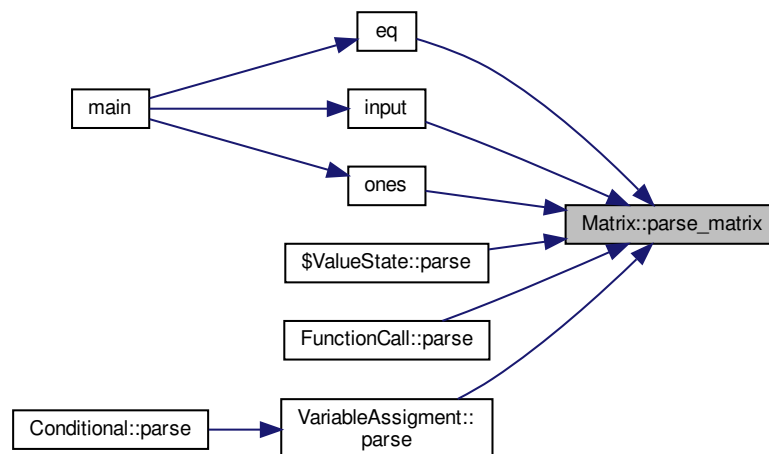 eq
main
input
ones
Matrix::parse_matrix
$ValueState::parse
FunctionCall::parse
VariableAssigment::
parse
Conditional::parse